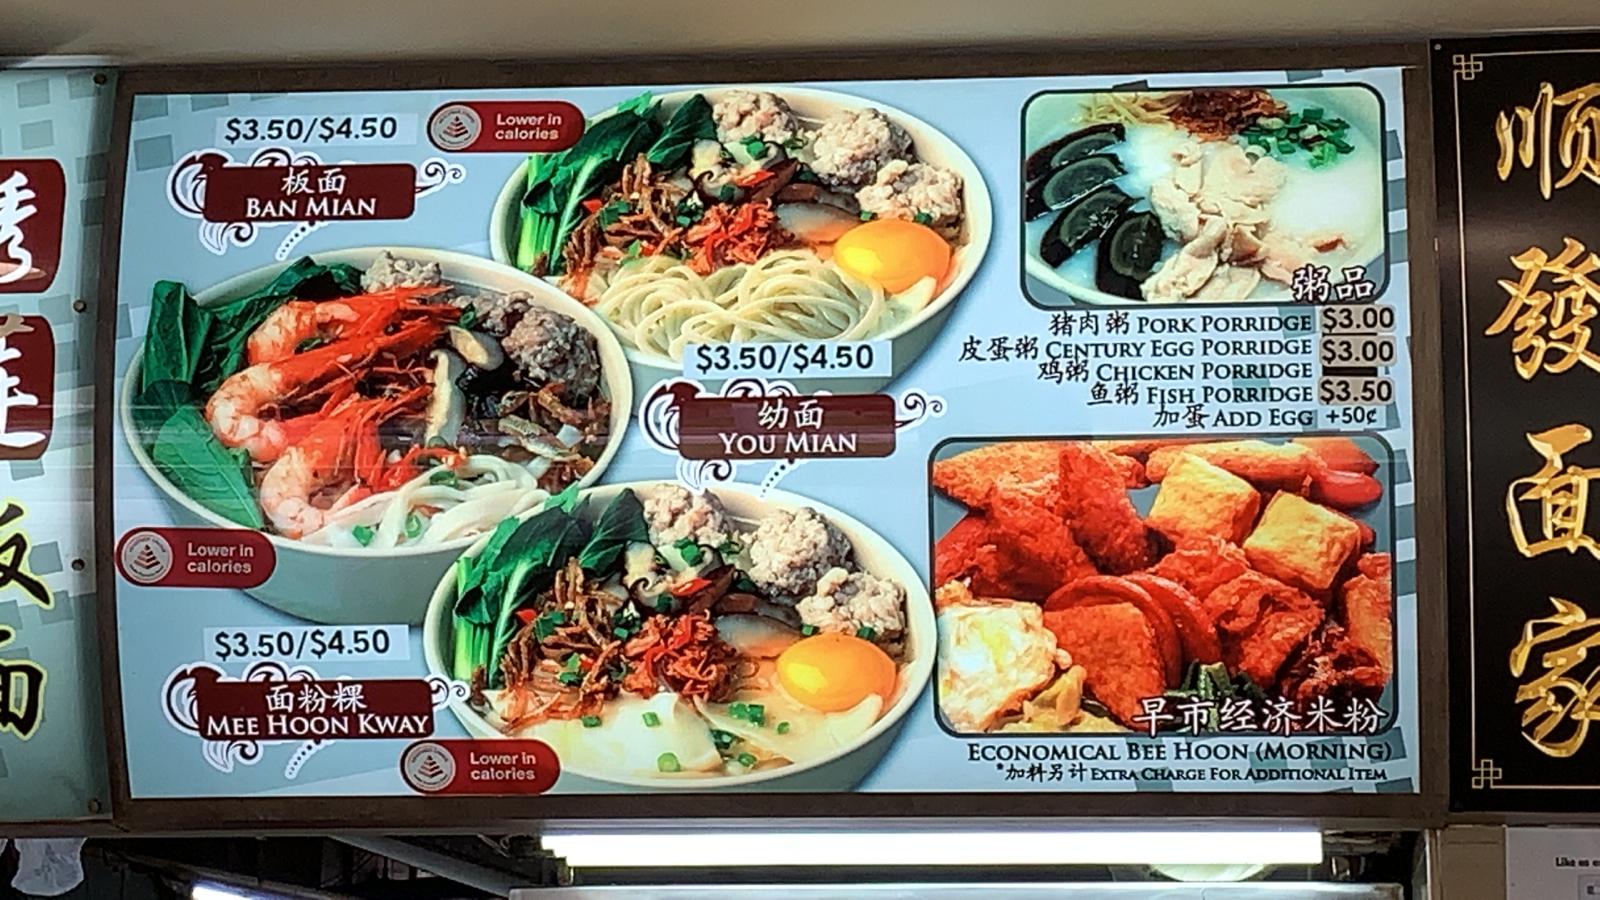 $3.50/$4.50
Lower in
calories
板面
BAN MIAN
$3.50/$4.50
幼面
YOU MIAN
Lower in
calories
$3.50/$4.50
面粉粿
MEE HOON KWAY
Lower in
calories
粥品
猪肉粥 PORK PORRIDGE $3.00
皮蛋粥 CENTURY EGG PORRIDGE $3.00
鸡粥 CHICKEN PORRIDGE
鱼粥 FISH PORRIDGE $3.50
加蛋 ADD EGG +50¢
早市经济米粉
ECONOMICAL BEE HOON (MORNING)
*加料另计 EXTRA CHARGE FOR ADDITIONAL ITEM
顺發面家
板面